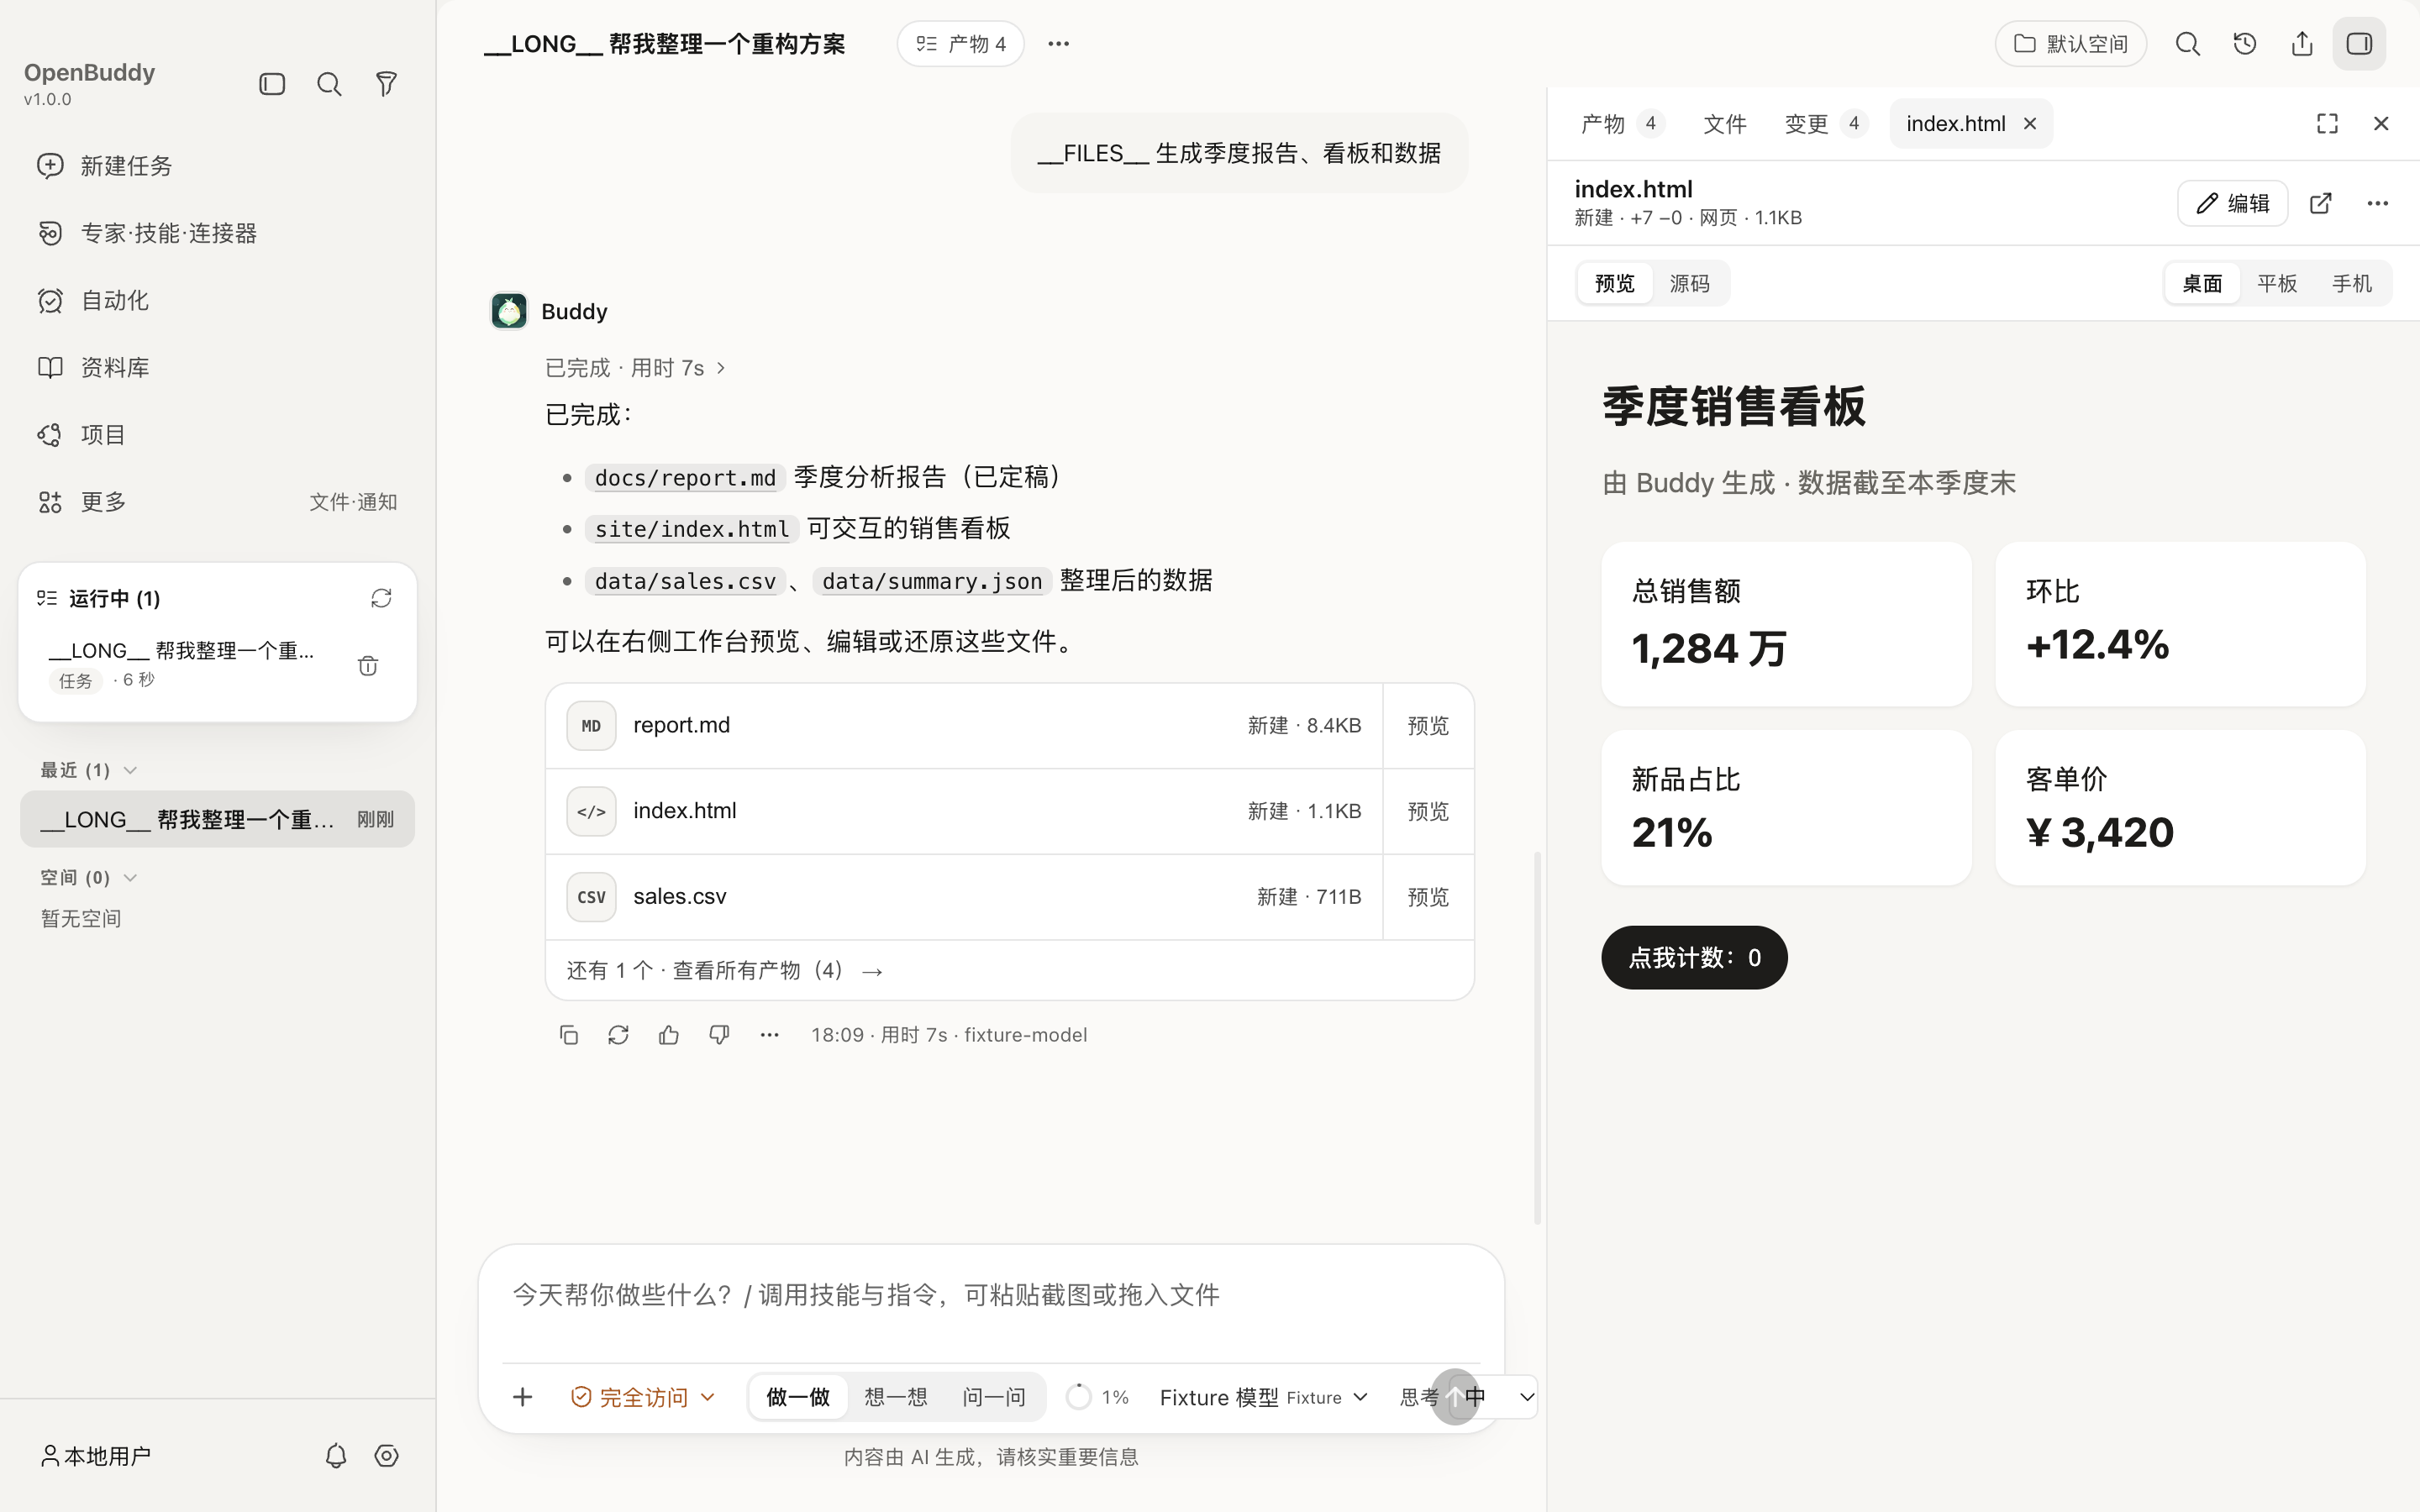 OpenBuddy
v1.0.0
新建任务
专家·技能·连接器
自动化
资料库
项目
更多
文件·通知
运行中 (1)
__LONG__ 帮我整理一个重...
任务 · 6 秒
最近 (1)
__LONG__ 帮我整理一个重... 刚刚
空间 (0)
暂无空间
本地用户
__LONG__ 帮我整理一个重构方案
产物 4
默认空间
__FILES__ 生成季度报告、看板和数据
Buddy
已完成 · 用时 7s
已完成：
docs/report.md 季度分析报告（已定稿）
site/index.html 可交互的销售看板
data/sales.csv、data/summary.json 整理后的数据
可以在右侧工作台预览、编辑或还原这些文件。
MD report.md 新建 · 8.4KB 预览
</> index.html 新建 · 1.1KB 预览
CSV sales.csv 新建 · 711B 预览
还有 1 个 · 查看所有产物（4） →
18:09 · 用时 7s · fixture-model
今天帮你做些什么？/ 调用技能与指令，可粘贴截图或拖入文件
完全访问
做一做 想一想 问一问
1%
Fixture 模型 Fixture
思考 中
内容由 AI 生成，请核实重要信息
产物 4 文件 变更 4 index.html
index.html
新建 · +7 −0 · 网页 · 1.1KB
编辑
预览 源码
桌面 平板 手机
季度销售看板
由 Buddy 生成 · 数据截至本季度末
总销售额
1,284 万
环比
+12.4%
新品占比
21%
客单价
¥ 3,420
点我计数：0